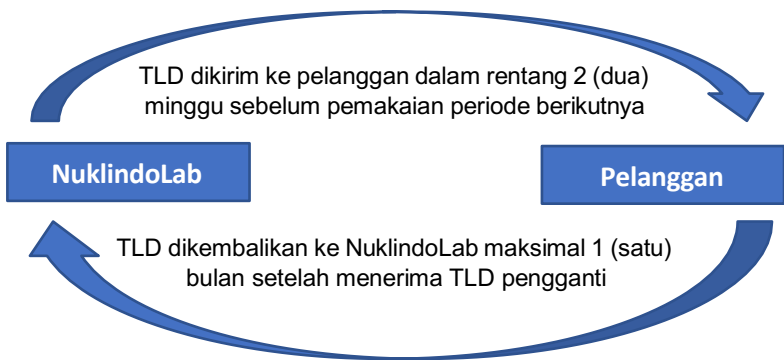 TLD dikirim ke pelanggan dalam rentang 2 (dua)
minggu sebelum pemakaian periode berikutnya
NuklindoLab
Pelanggan
TLD dikembalikan ke NuklindoLab maksimal 1 (satu)
bulan setelah menerima TLD pengganti